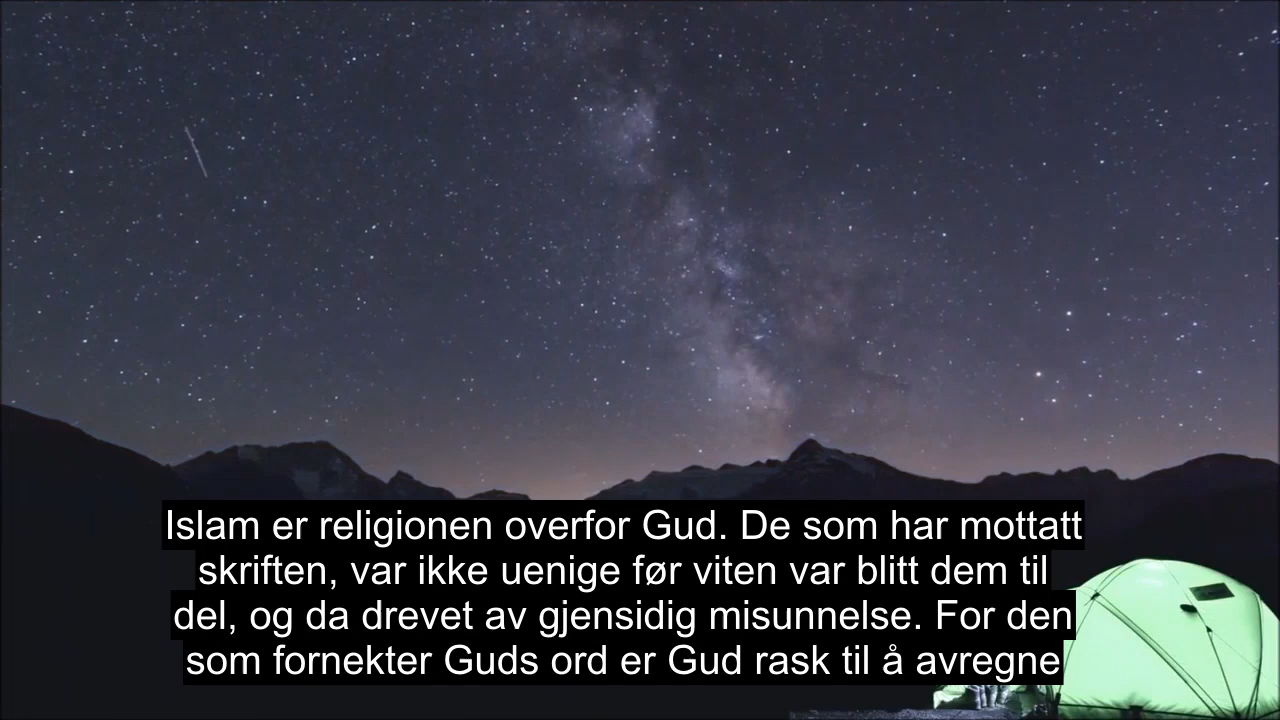 Islam er religionen overfor Gud. De som har mottatt
skriften, var ikke uenige før viten var blitt dem til
del, og da drevet av gjensidig misunnelse. For den
som fornekter Guds ord er Gud rask til å avregne